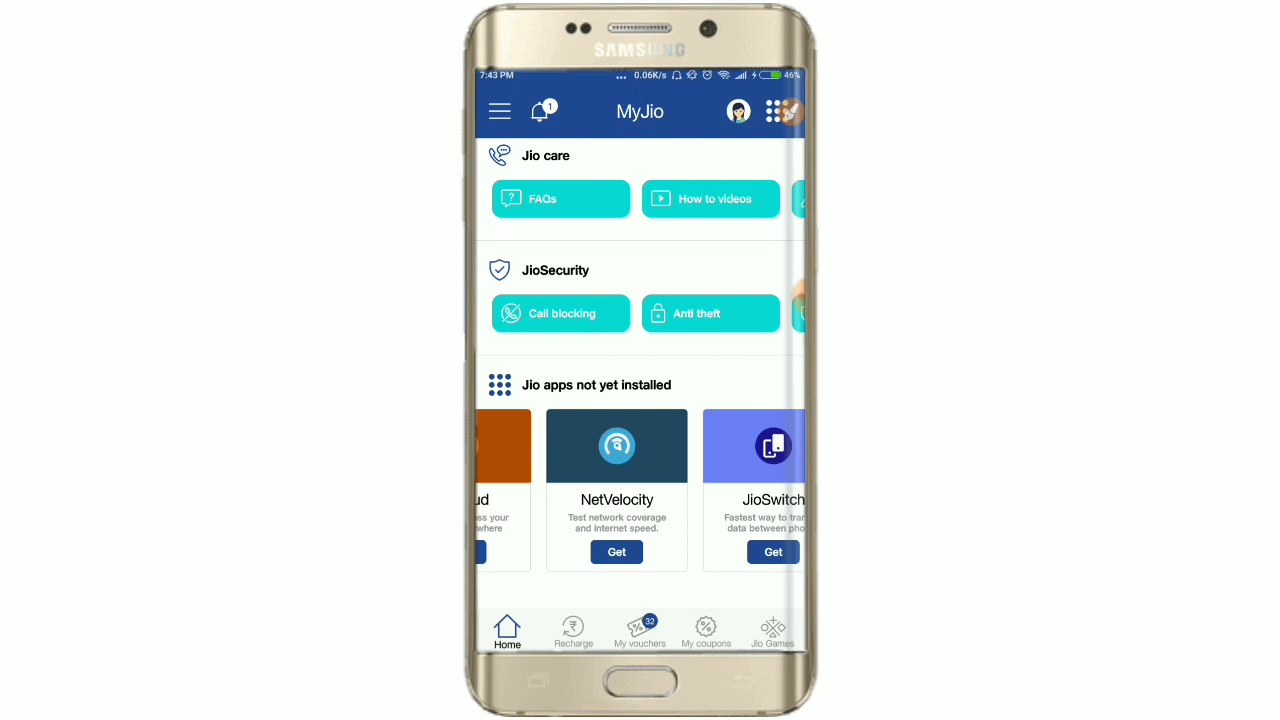 SAMSUNG
7:43 PM
... 0.06K/s
46%
1
MyJio
Jio care
?
FAQs
How to videos
JioSecurity
Call blocking
Anti theft
Jio apps not yet installed
NetVelocity
Test network coverage
and internet speed.
Get
JioSwitch
Fastest way to
data between
Get
Home
₹
Recharge
32
My vouchers
My coupons
Jio Games